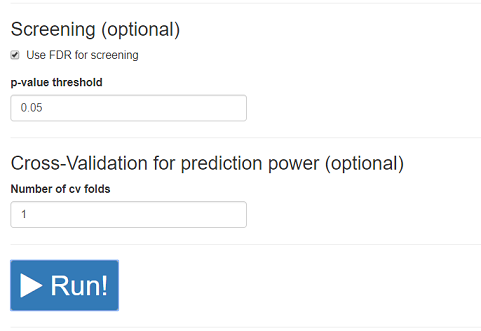 Screening (optional)
Use FDR for screening
p-value threshold
0.05
Cross-Validation for prediction power (optional)
Number of cv folds
1
Run!